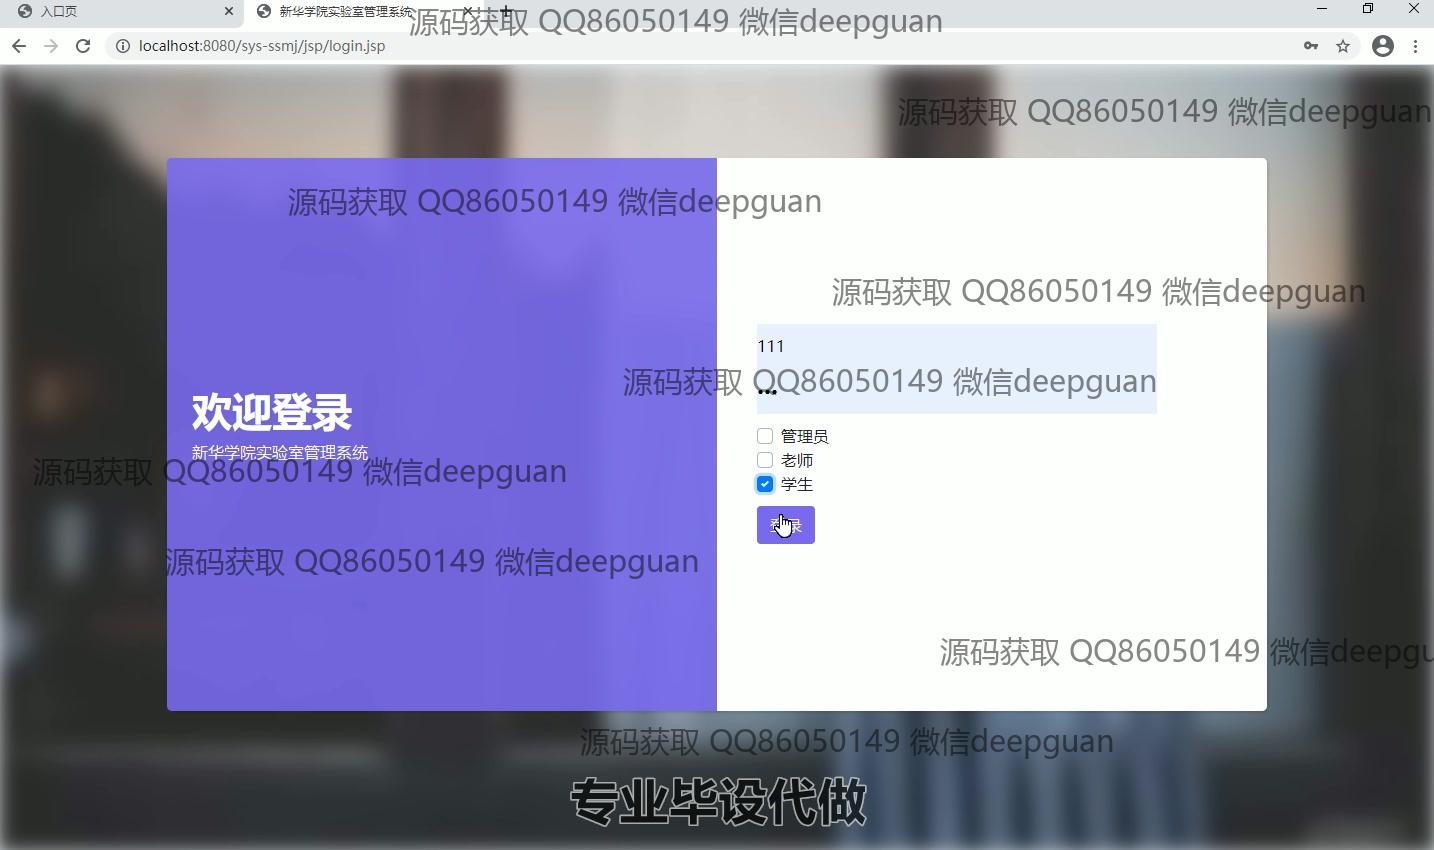 入口页
新华学院实验室管理系统
源码获取 QQ86050149 微信deepguan
localhost:8080/sys-ssmj/jsp/login.jsp
源码获取 QQ86050149 微信deepguan
源码获取 QQ86050149 微信deepguan
源码获取 QQ86050149 微信deepguan
111
源码获取 QQ86050149 微信deepguan
•••
欢迎登录
新华学院实验室管理系统
管理员
老师
学生
源码获取 QQ86050149 微信deepguan
登录
源码获取 QQ86050149 微信deepguan
源码获取 QQ86050149 微信deepgu
源码获取 QQ86050149 微信deepguan
专业毕设代做